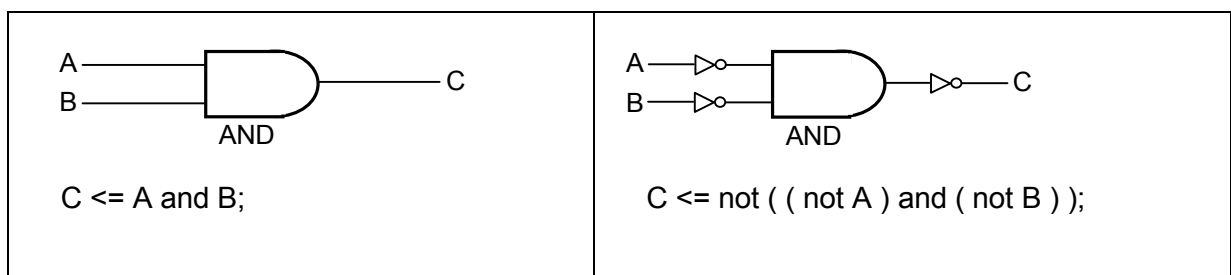 A
B
C
AND
C <= A and B;
A
B
C
AND
C <= not ( ( not A ) and ( not B ) );